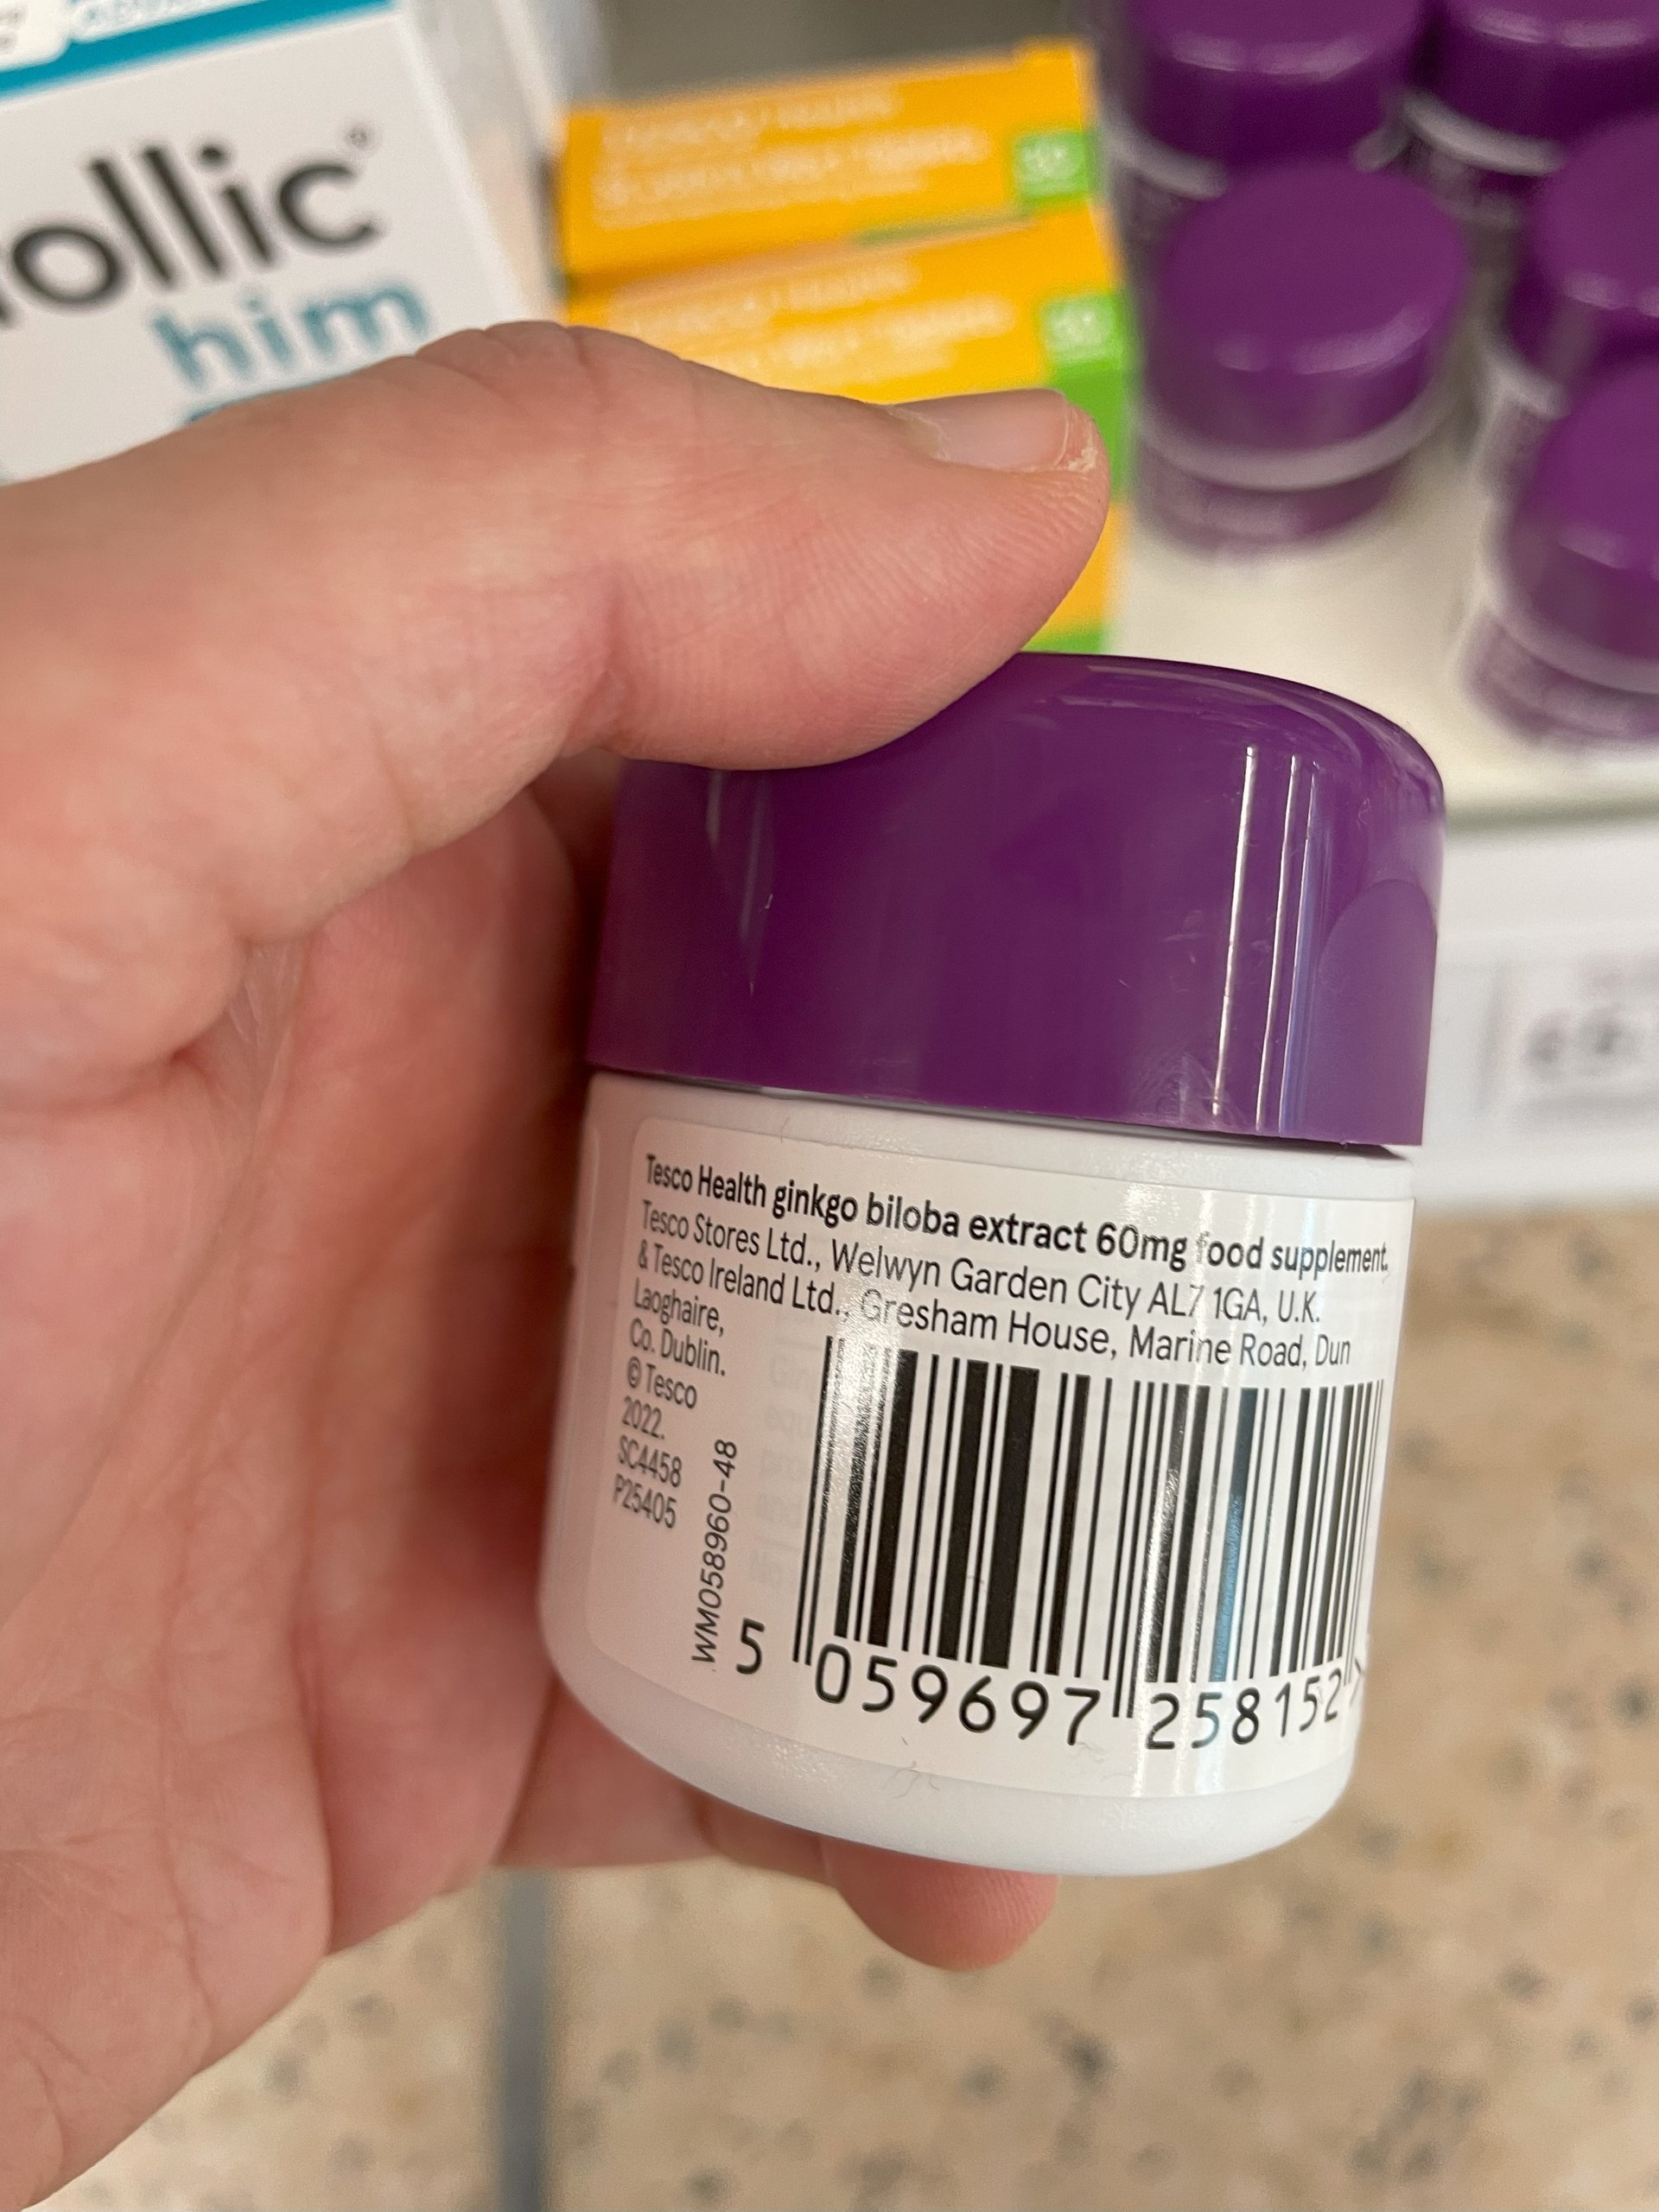 ollic
him
Tesco Health ginkgo biloba extract 60mg food supplement.
Tesco Stores Ltd., Welwyn Garden City AL7 1GA, U.K.
& Tesco Ireland Ltd., Gresham House, Marine Road, Dun
Laoghaire,
Co. Dublin.
© Tesco
2022.
SC4458
P25405
WM058960-48
5 059697 258152 >